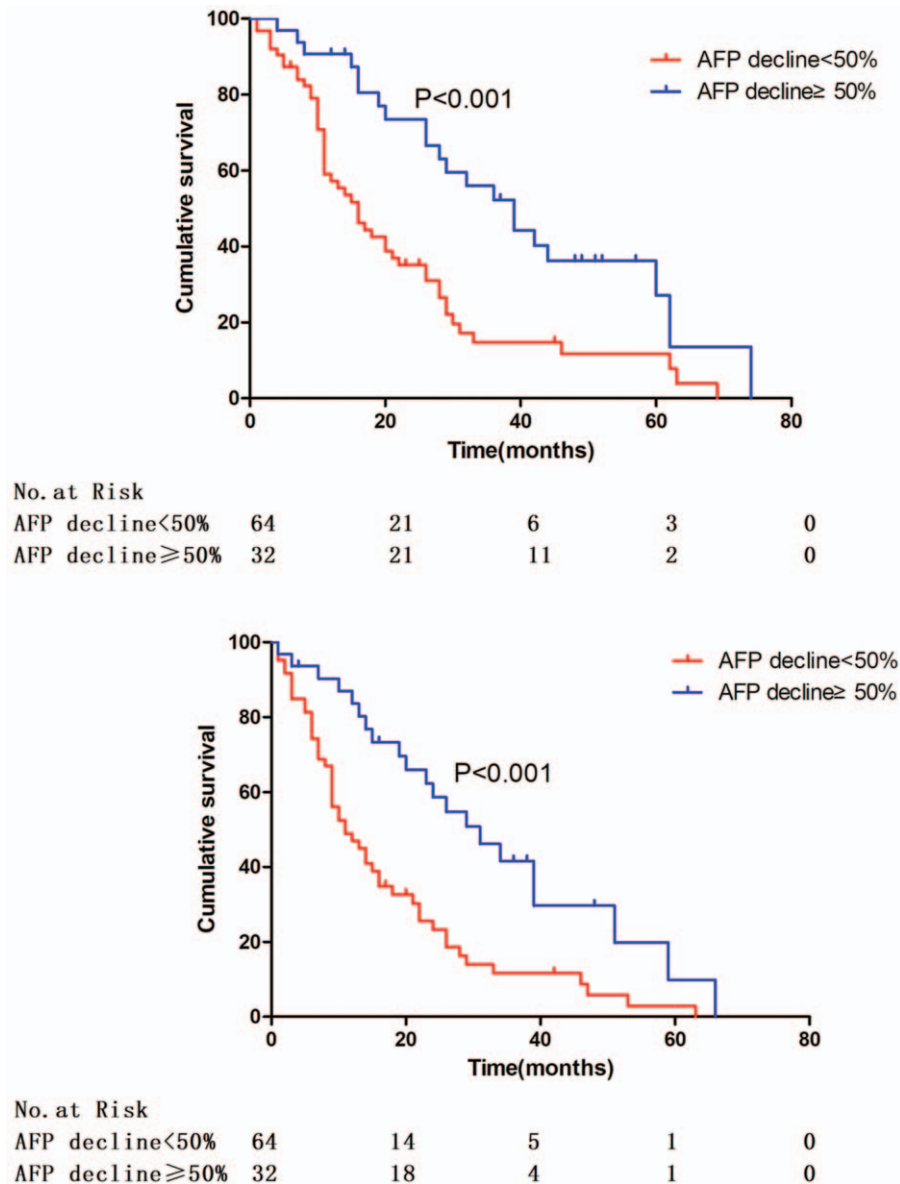 100
80
60
40
20
0
Cumulative survival
P<0.001
AFP decline<50%
AFP decline≥ 50%
0 20 40 60 80
Time(months)
No. at Risk
AFP decline<50% 64 21 6 3 0
AFP decline≥50% 32 21 11 2 0
100
80
60
40
20
0
Cumulative survival
P<0.001
AFP decline<50%
AFP decline≥ 50%
0 20 40 60 80
Time(months)
No. at Risk
AFP decline<50% 64 14 5 1 0
AFP decline≥50% 32 18 4 1 0